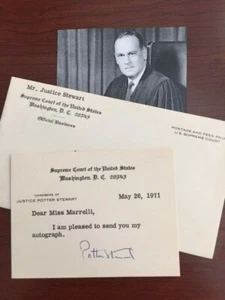 Mr. Justice Stewart
Supreme Court of the United States
Washington, D. C. 20543
Official Business
POSTAGE AND FEES PAID
U.S. SUPREME COURT
Supreme Court of the United States
Washington, D. C. 20543
CHAMBERS OF
JUSTICE POTTER STEWART
May 26, 1971
Dear Miss Marrelli,
I am pleased to send you my
autograph.
Potter Stewart